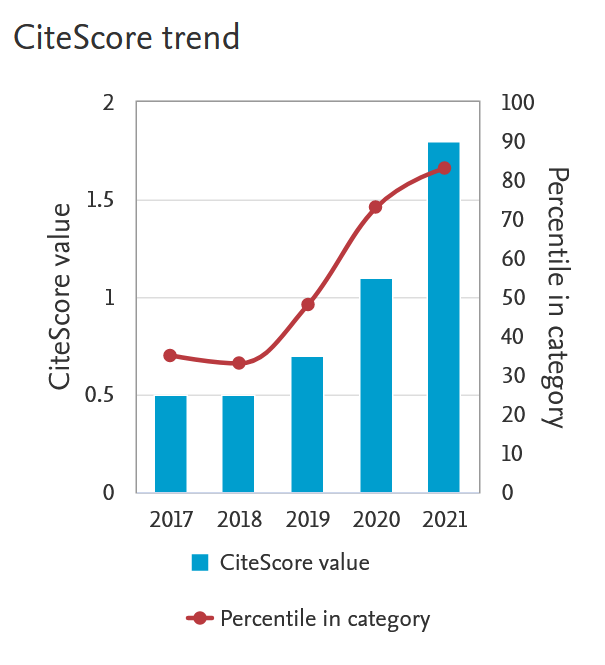 CiteScore trend
2
1.5
1
0.5
0
CiteScore value
100
90
80
70
60
50
40
30
20
10
0
Percentile in category
2017 2018 2019 2020 2021
CiteScore value
Percentile in category